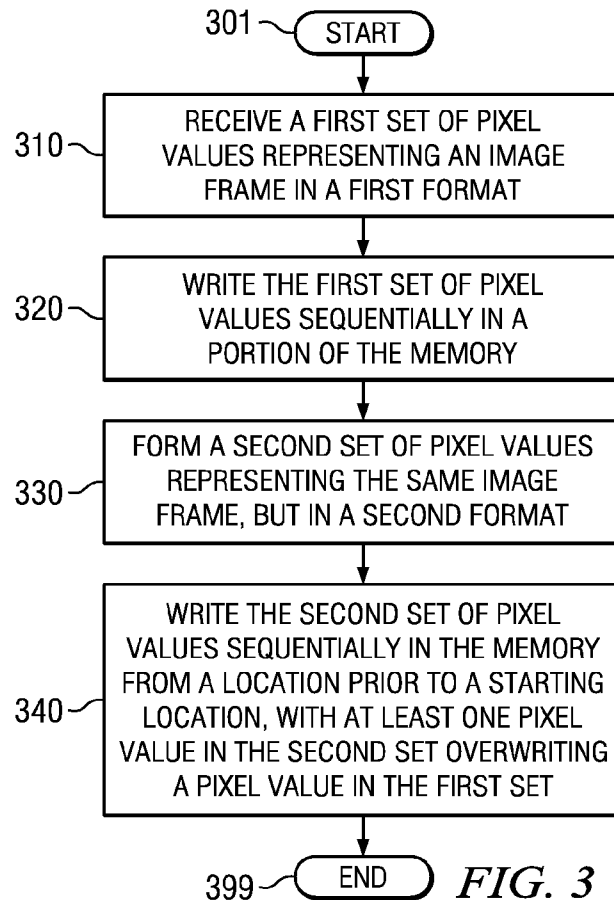 301
START
310
RECEIVE A FIRST SET OF PIXEL
VALUES REPRESENTING AN IMAGE
FRAME IN A FIRST FORMAT
320
WRITE THE FIRST SET OF PIXEL
VALUES SEQUENTIALLY IN A
PORTION OF THE MEMORY
330
FORM A SECOND SET OF PIXEL VALUES
REPRESENTING THE SAME IMAGE
FRAME, BUT IN A SECOND FORMAT
340
WRITE THE SECOND SET OF PIXEL
VALUES SEQUENTIALLY IN THE MEMORY
FROM A LOCATION PRIOR TO A STARTING
LOCATION, WITH AT LEAST ONE PIXEL
VALUE IN THE SECOND SET OVERWRITING
A PIXEL VALUE IN THE FIRST SET
399
END
FIG. 3